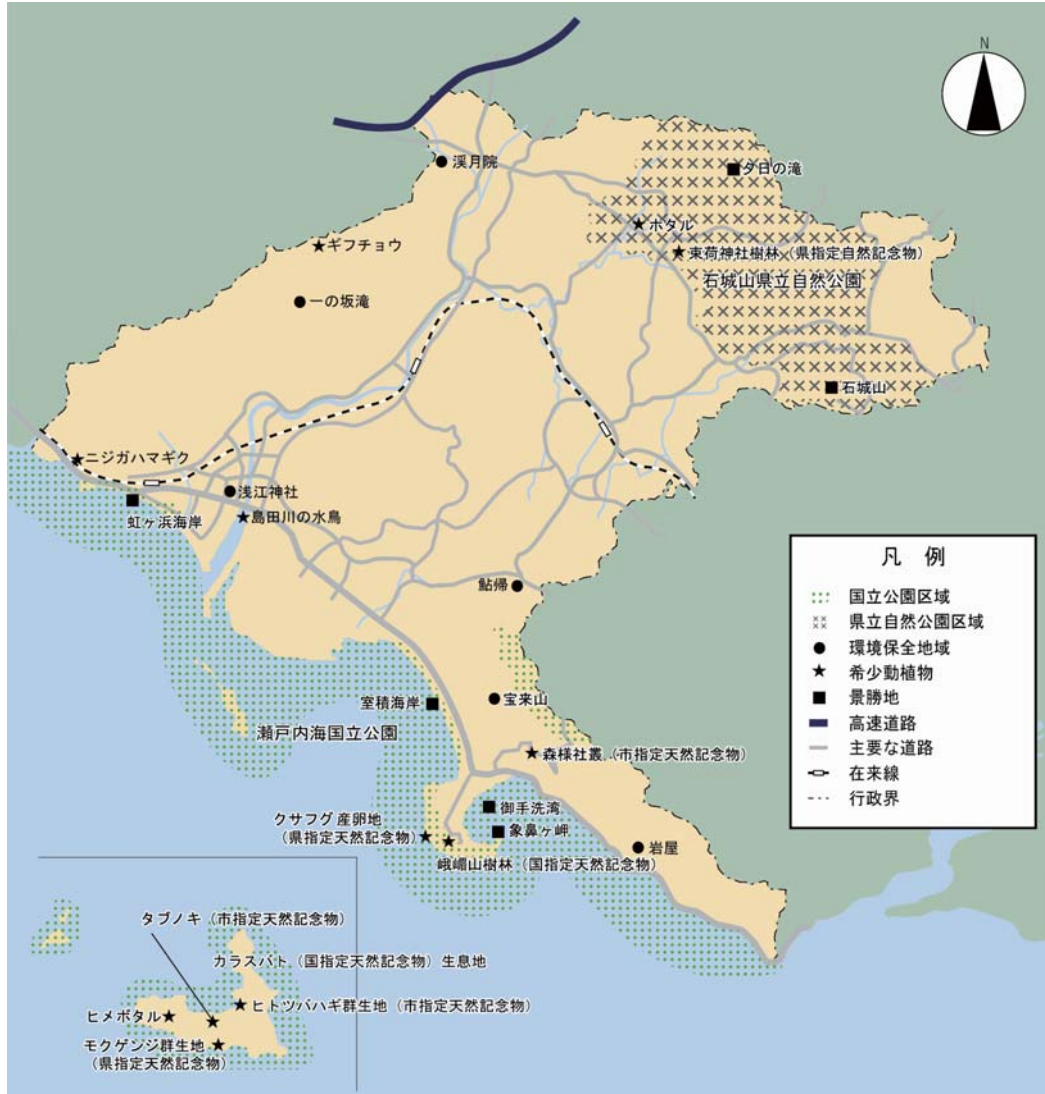 N
渓月院
夕日の滝
ホタル
ギフチョウ
束荷神社樹林（県指定自然記念物）
石城山県立自然公園
一の坂滝
石城山
ニジガハマギク
浅江神社
虹ヶ浜海岸
島田川の水鳥
鮎帰
凡 例
国立公園区域
県立自然公園区域
環境保全地域
希少動植物
景勝地
高速道路
主要な道路
在来線
行政界
室積海岸
宝来山
瀬戸内海国立公園
森様社叢（市指定天然記念物）
御手洗湾
クサフグ産卵地
（県指定天然記念物）
象鼻ヶ岬
岩屋
峨嵋山樹林（国指定天然記念物）
タブノキ（市指定天然記念物）
カラスバト（国指定天然記念物）生息地
ヒトツバハギ群生地（市指定天然記念物）
ヒメボタル
モクゲンジ群生地
（県指定天然記念物）